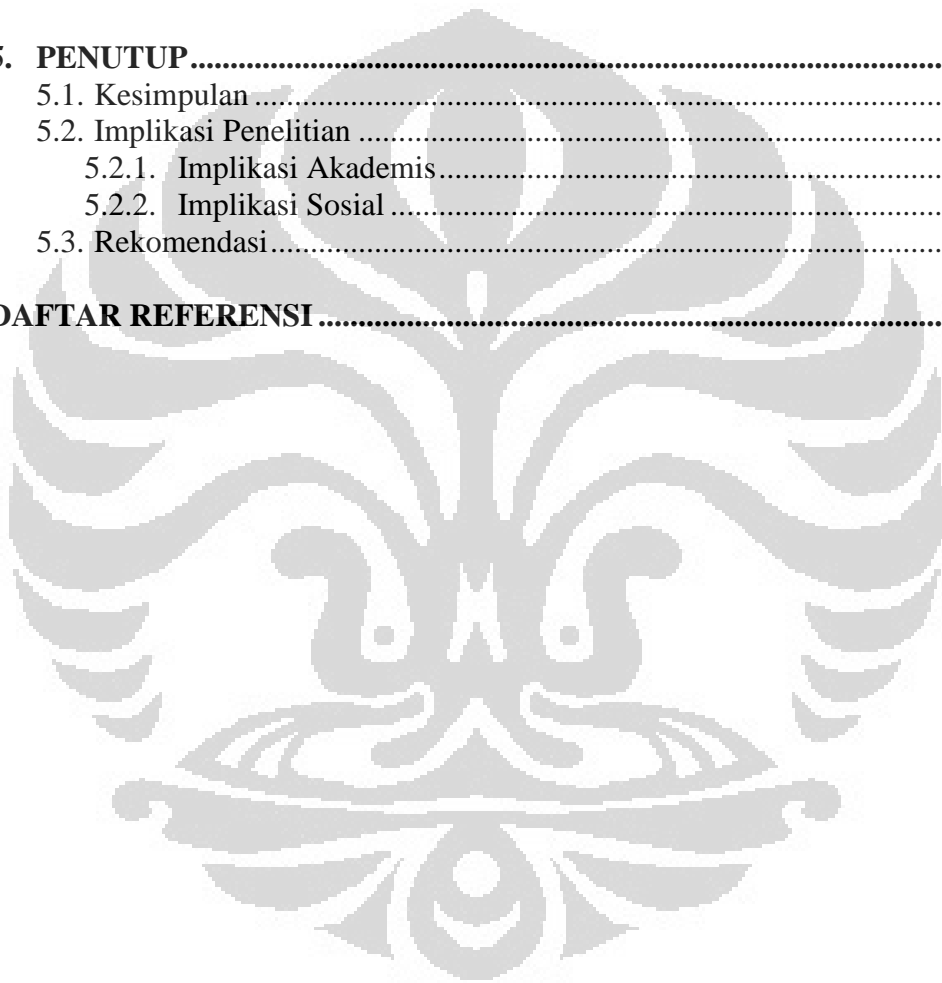 5. PENUTUP..........................................................................................
5.1. Kesimpulan..........................................................................................
5.2. Implikasi Penelitian..........................................................................................
5.2.1. Implikasi Akademis..........................................................................................
5.2.2. Implikasi Sosial..........................................................................................
5.3. Rekomendasi..........................................................................................
DAFTAR REFERENSI..........................................................................................